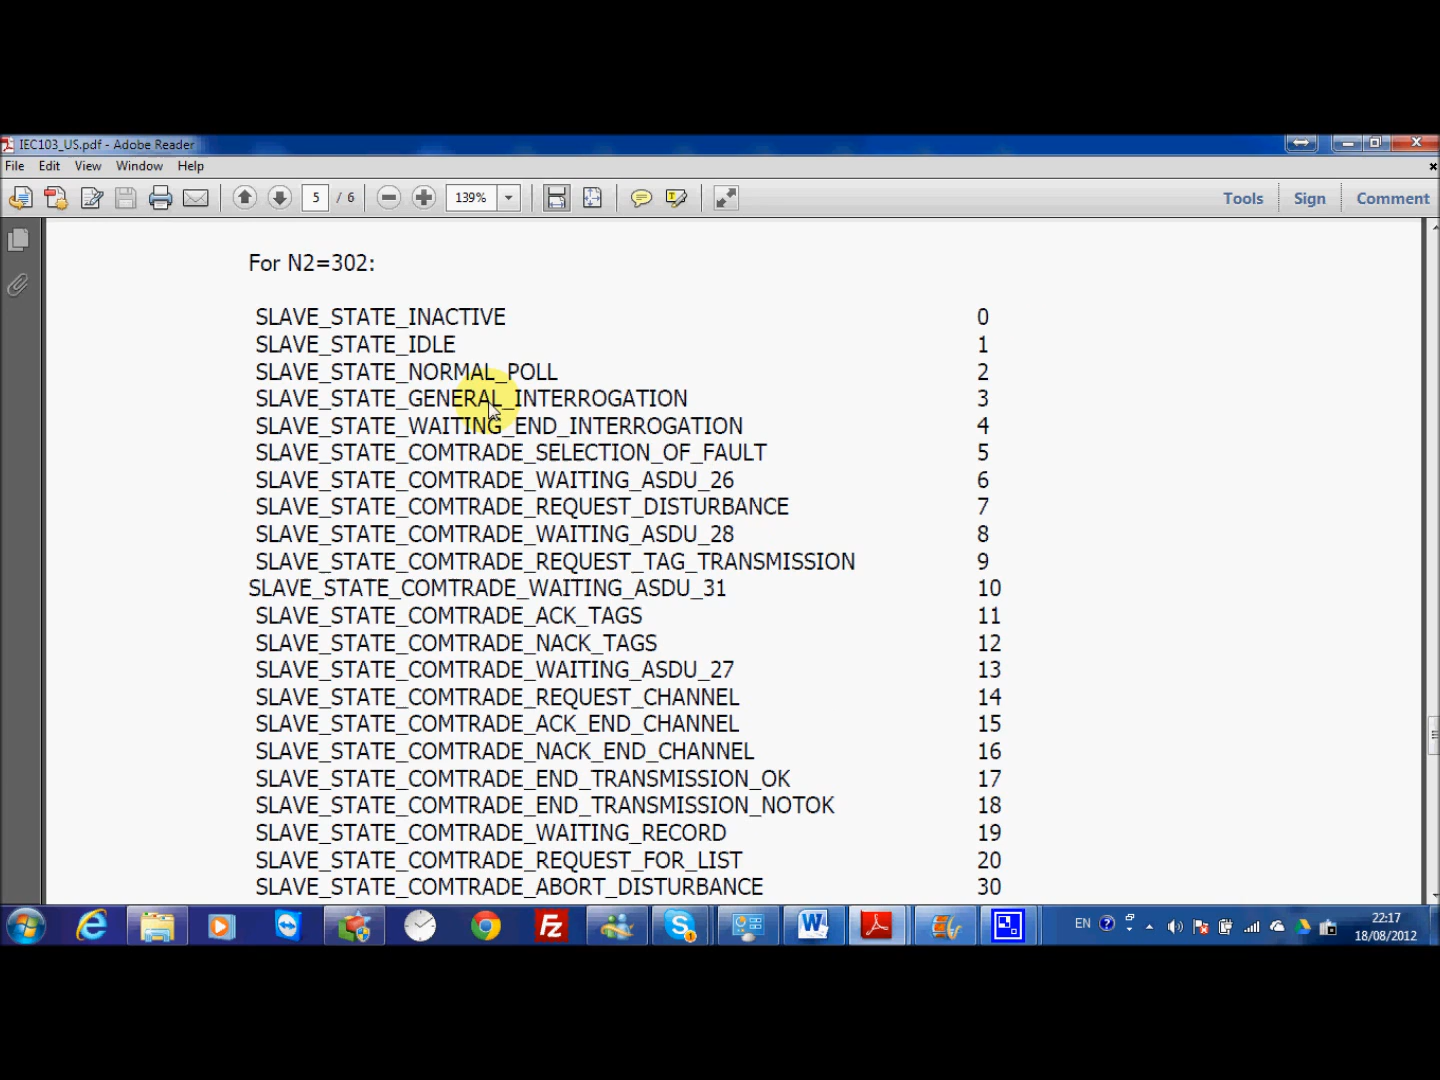 IEC103_US.pdf - Adobe Reader
File Edit View Window Help
5 / 6 139% Tools Sign Comment
For N2=302:
SLAVE_STATE_INACTIVE 0
SLAVE_STATE_IDLE 1
SLAVE_STATE_NORMAL_POLL 2
SLAVE_STATE_GENERAL_INTERROGATION 3
SLAVE_STATE_WAITING_END_INTERROGATION 4
SLAVE_STATE_COMTRADE_SELECTION_OF_FAULT 5
SLAVE_STATE_COMTRADE_WAITING_ASDU_26 6
SLAVE_STATE_COMTRADE_REQUEST_DISTURBANCE 7
SLAVE_STATE_COMTRADE_WAITING_ASDU_28 8
SLAVE_STATE_COMTRADE_REQUEST_TAG_TRANSMISSION 9
SLAVE_STATE_COMTRADE_WAITING_ASDU_31 10
SLAVE_STATE_COMTRADE_ACK_TAGS 11
SLAVE_STATE_COMTRADE_NACK_TAGS 12
SLAVE_STATE_COMTRADE_WAITING_ASDU_27 13
SLAVE_STATE_COMTRADE_REQUEST_CHANNEL 14
SLAVE_STATE_COMTRADE_ACK_END_CHANNEL 15
SLAVE_STATE_COMTRADE_NACK_END_CHANNEL 16
SLAVE_STATE_COMTRADE_END_TRANSMISSION_OK 17
SLAVE_STATE_COMTRADE_END_TRANSMISSION_NOTOK 18
SLAVE_STATE_COMTRADE_WAITING_RECORD 19
SLAVE_STATE_COMTRADE_REQUEST_FOR_LIST 20
SLAVE_STATE_COMTRADE_ABORT_DISTURBANCE 30
EN 22:17
18/08/2012